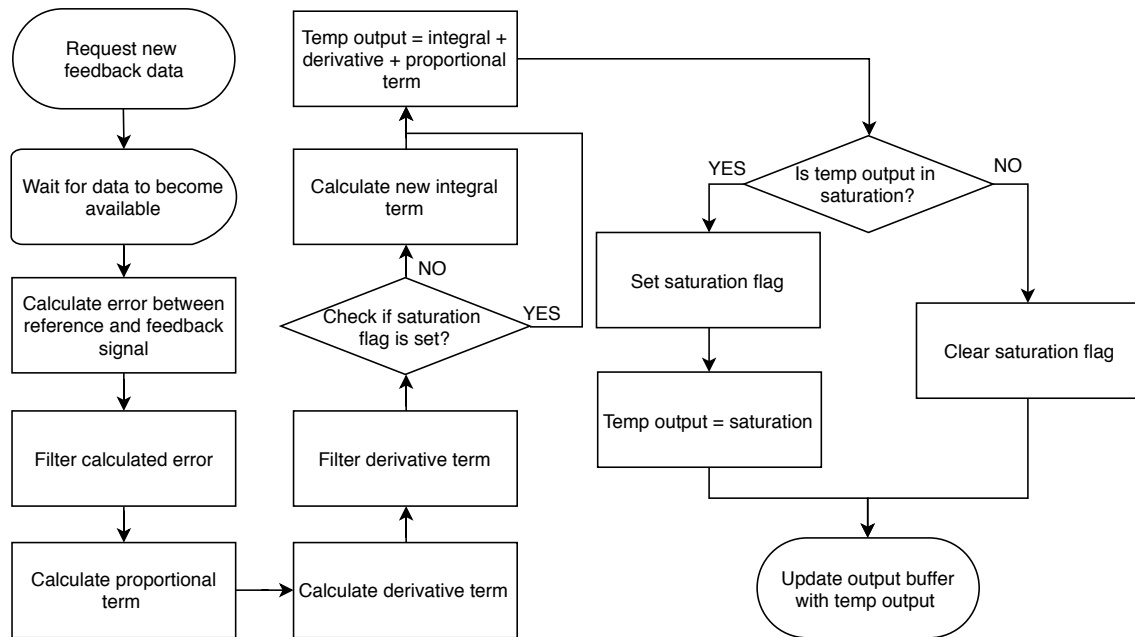 Request new
feedback data
Wait for data to become
available
Calculate error between
reference and feedback
signal
Filter calculated error
Calculate proportional
term
Calculate derivative term
Filter derivative term
Check if saturation
flag is set?
NO
YES
Calculate new integral
term
Temp output = integral +
derivative + proportional
term
Is temp output in
saturation?
YES
NO
Set saturation flag
Temp output = saturation
Clear saturation flag
Update output buffer
with temp output